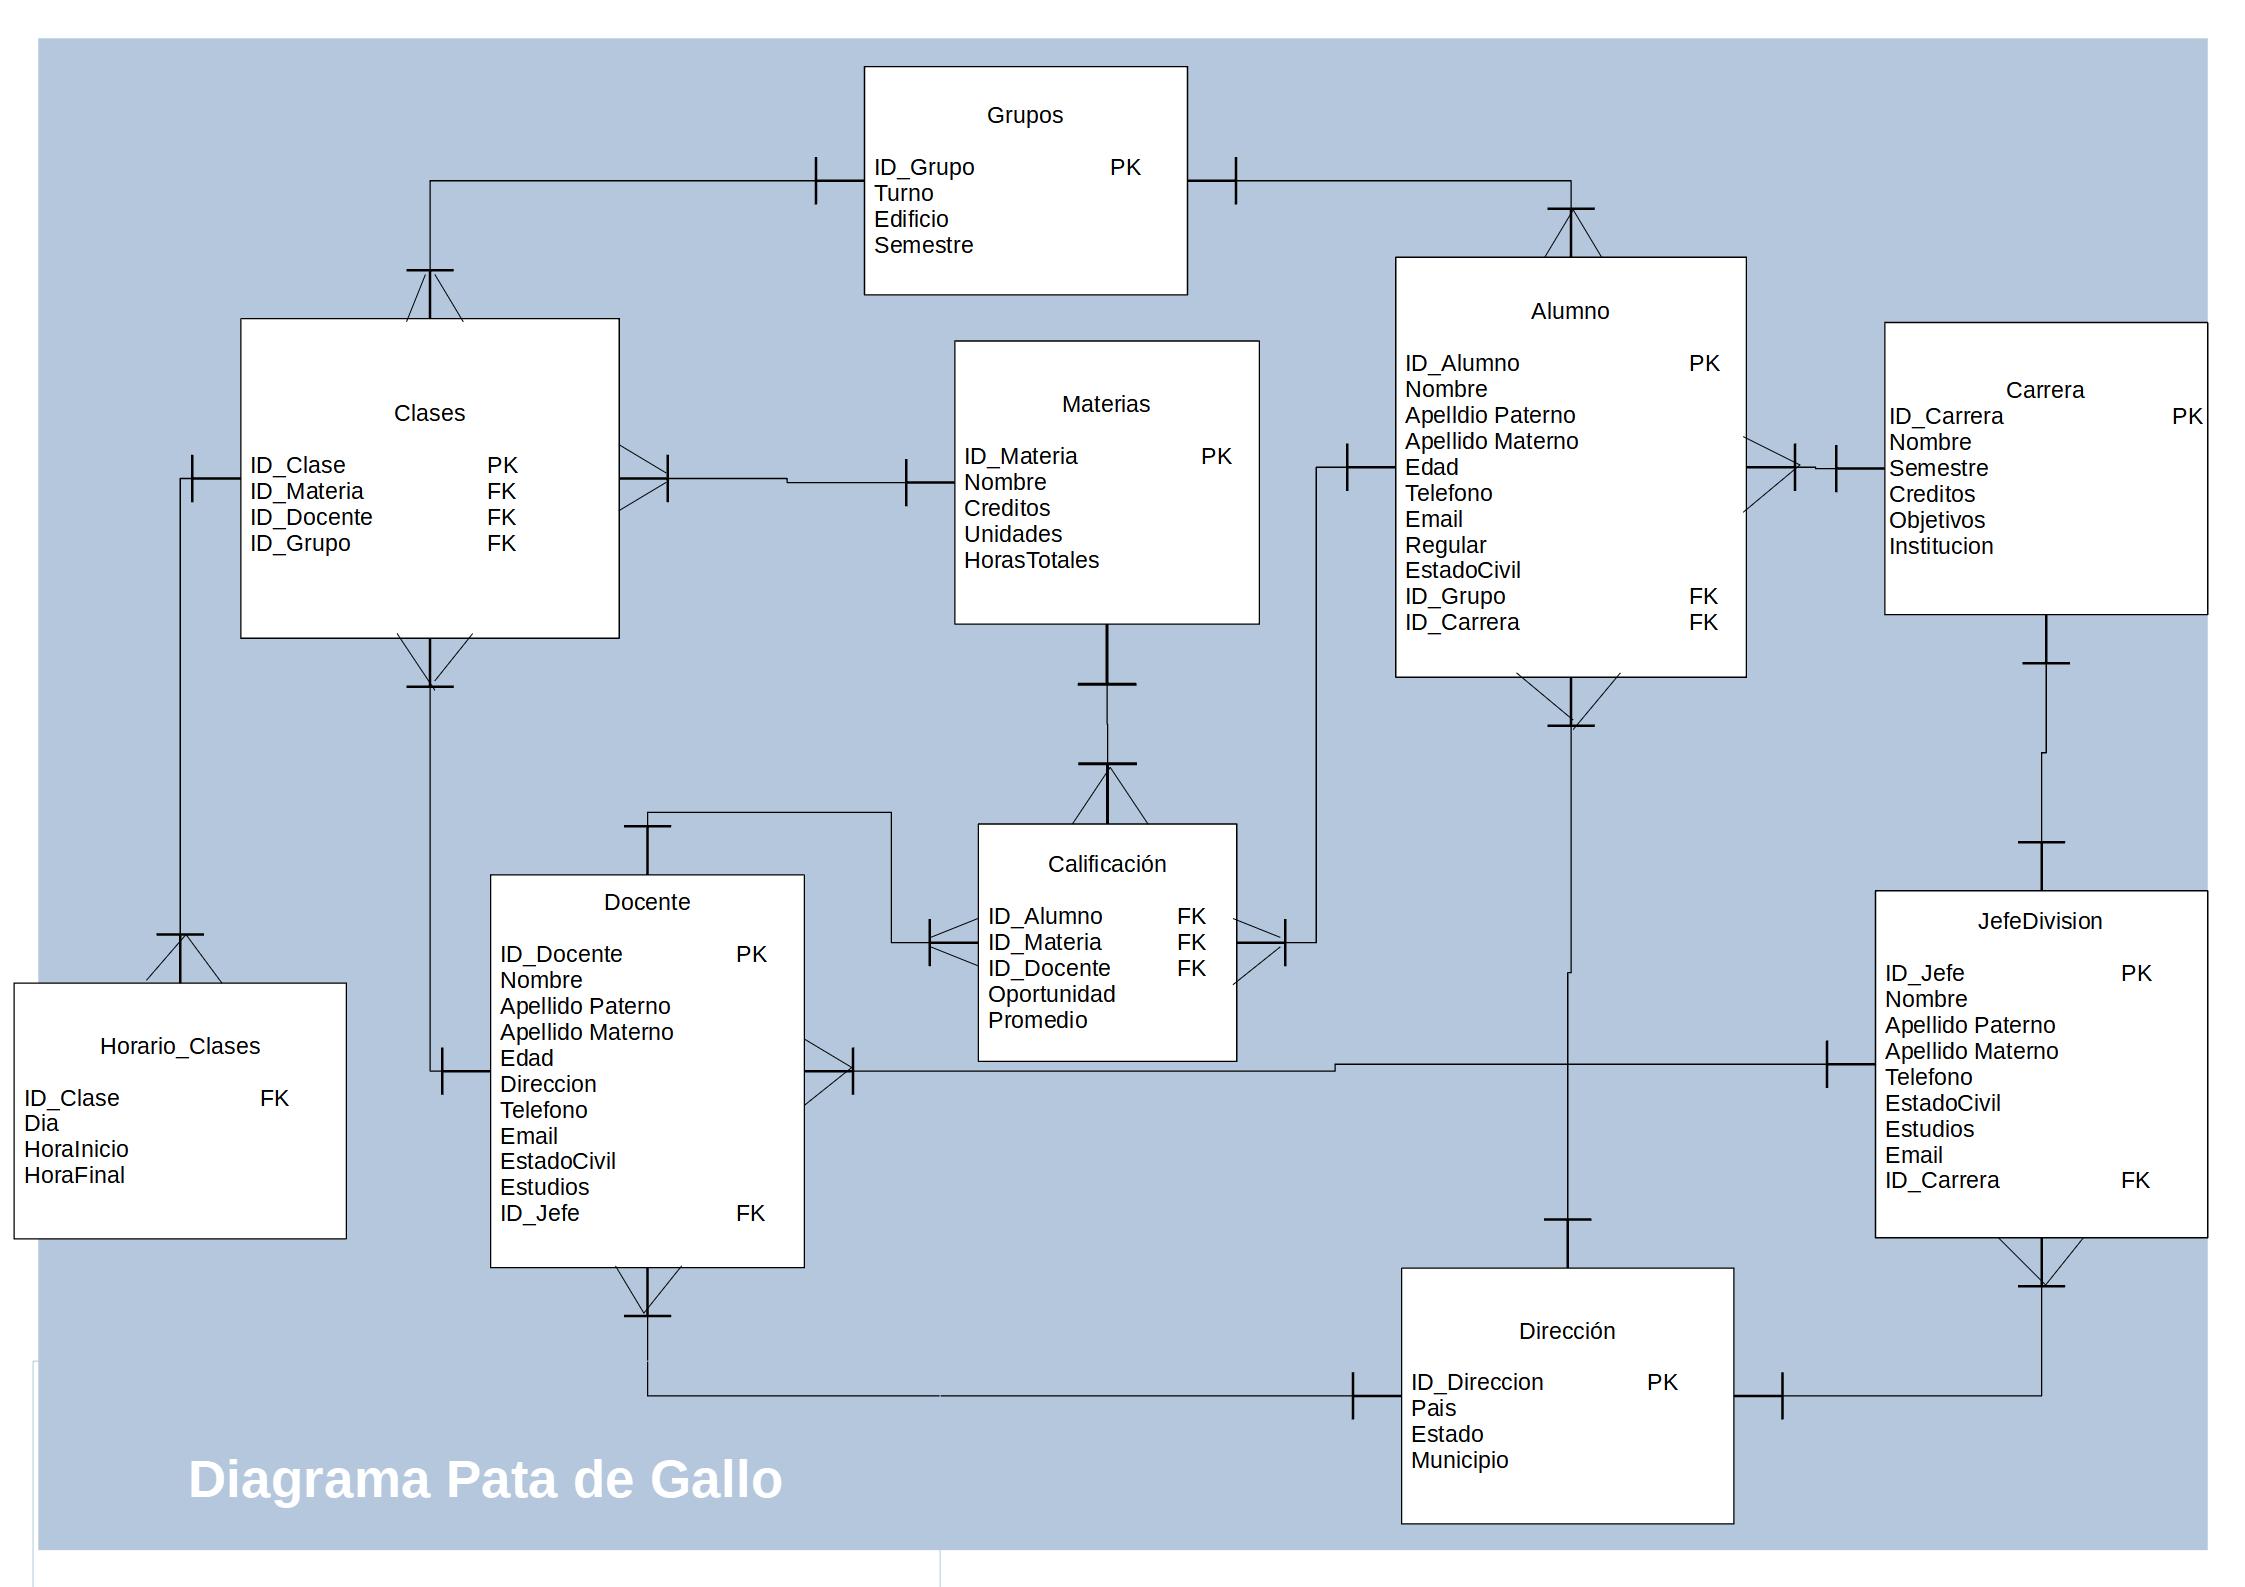 Grupos
ID_Grupo PK
Turno
Edificio
Semestre
Alumno
ID_Alumno PK
Nombre
Apelldio Paterno
Apellido Materno
Edad
Telefono
Email
Regular
EstadoCivil
ID_Grupo FK
ID_Carrera FK
Carrera
ID_Carrera PK
Nombre
Semestre
Creditos
Objetivos
Institucion
Clases
ID_Clase PK
ID_Materia FK
ID_Docente FK
ID_Grupo FK
Materias
ID_Materia PK
Nombre
Creditos
Unidades
HorasTotales
Calificación
ID_Alumno FK
ID_Materia FK
ID_Docente FK
Oportunidad
Promedio
Docente
ID_Docente PK
Nombre
Apellido Paterno
Apellido Materno
Edad
Direccion
Telefono
Email
EstadoCivil
Estudios
ID_Jefe FK
JefeDivision
ID_Jefe PK
Nombre
Apellido Paterno
Apellido Materno
Telefono
EstadoCivil
Estudios
Email
ID_Carrera FK
Horario_Clases
ID_Clase FK
Dia
HoraInicio
HoraFinal
Dirección
ID_Direccion PK
Pais
Estado
Municipio
Diagrama Pata de Gallo